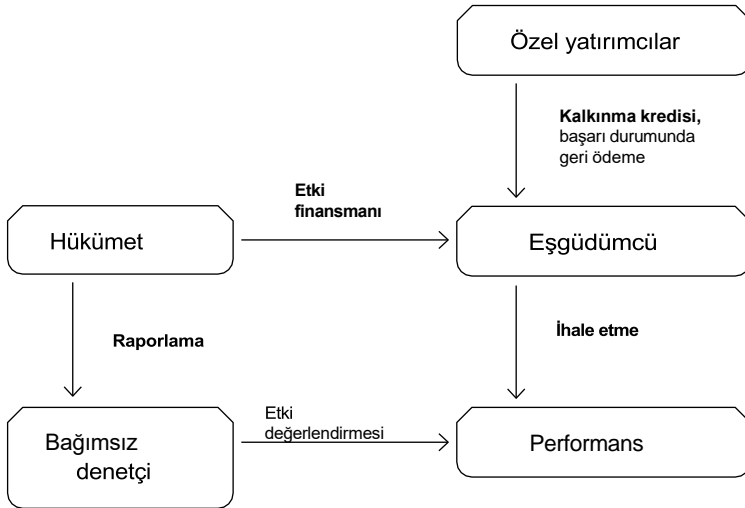 Özel yatırımcılar
Kalkınma kredisi,
başarı durumunda
geri ödeme
Etki
finansmanı
Hükümet
Eşgüdümcü
Raporlama
İhale etme
Bağımsız
denetçi
Etki
değerlendirmesi
Performans